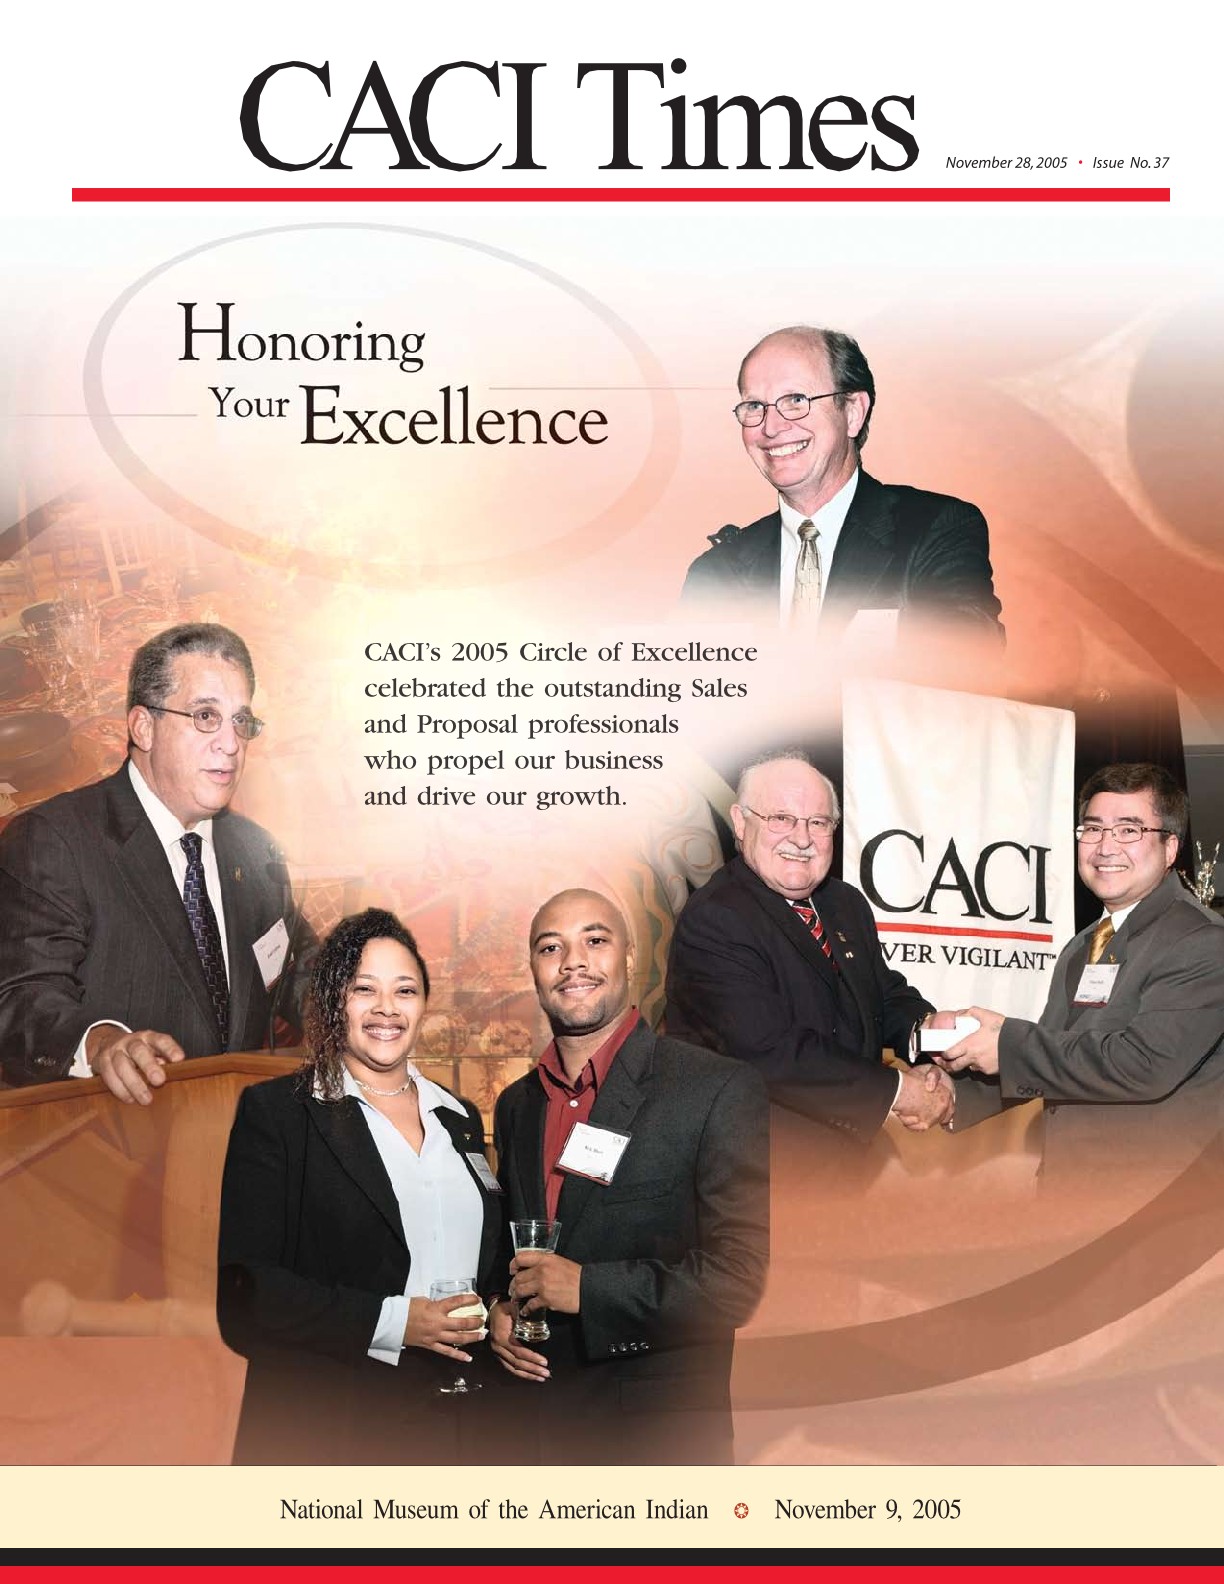 CACI Times
November 28, 2005 • Issue No. 37
Honoring
Your Excellence
CACI's 2005 Circle of Excellence
celebrated the outstanding Sales
and Proposal professionals
who propel our business
and drive our growth.
CACI
VER VIGILANT™
National Museum of the American Indian
November 9, 2005